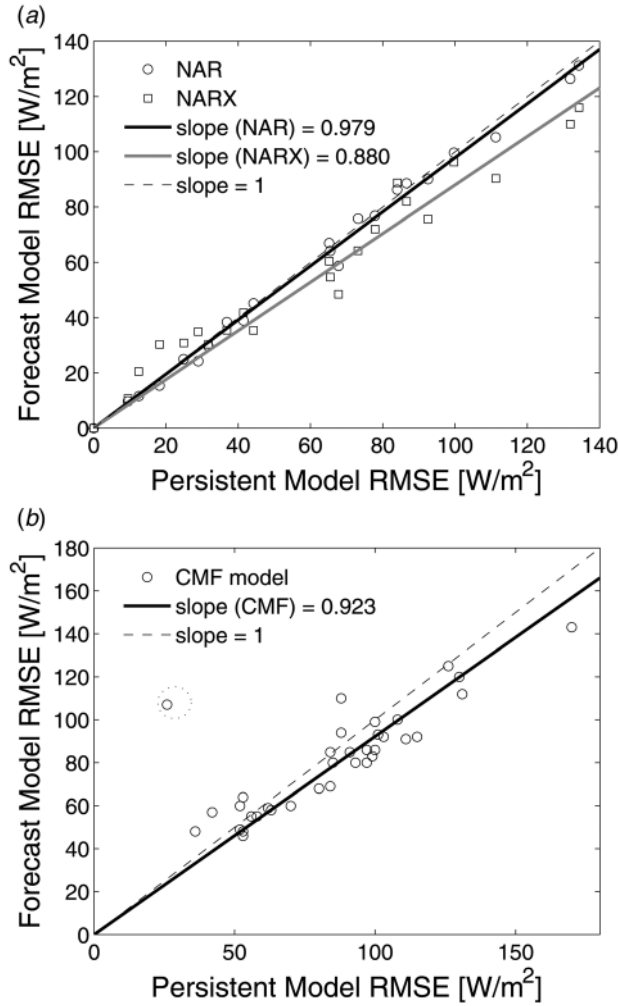 (a)
140
120
100
80
60
40
20
0
Forecast Model RMSE [W/m²]
NAR
NARX
slope (NAR) = 0.979
slope (NARX) = 0.880
slope = 1
0 20 40 60 80 100 120 140
Persistent Model RMSE [W/m²]
(b)
180
160
140
120
100
80
60
40
20
0
Forecast Model RMSE [W/m²]
CMF model
slope (CMF) = 0.923
slope = 1
0 50 100 150
Persistent Model RMSE [W/m²]